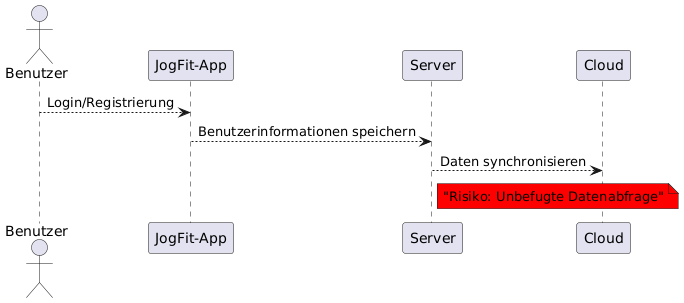 Benutzer
JogFit-App
Server
Cloud
Login/Registrierung
Benutzerinformationen speichern
Daten synchronisieren
"Risiko: Unbefugte Datenabfrage"
Benutzer
JogFit-App
Server
Cloud